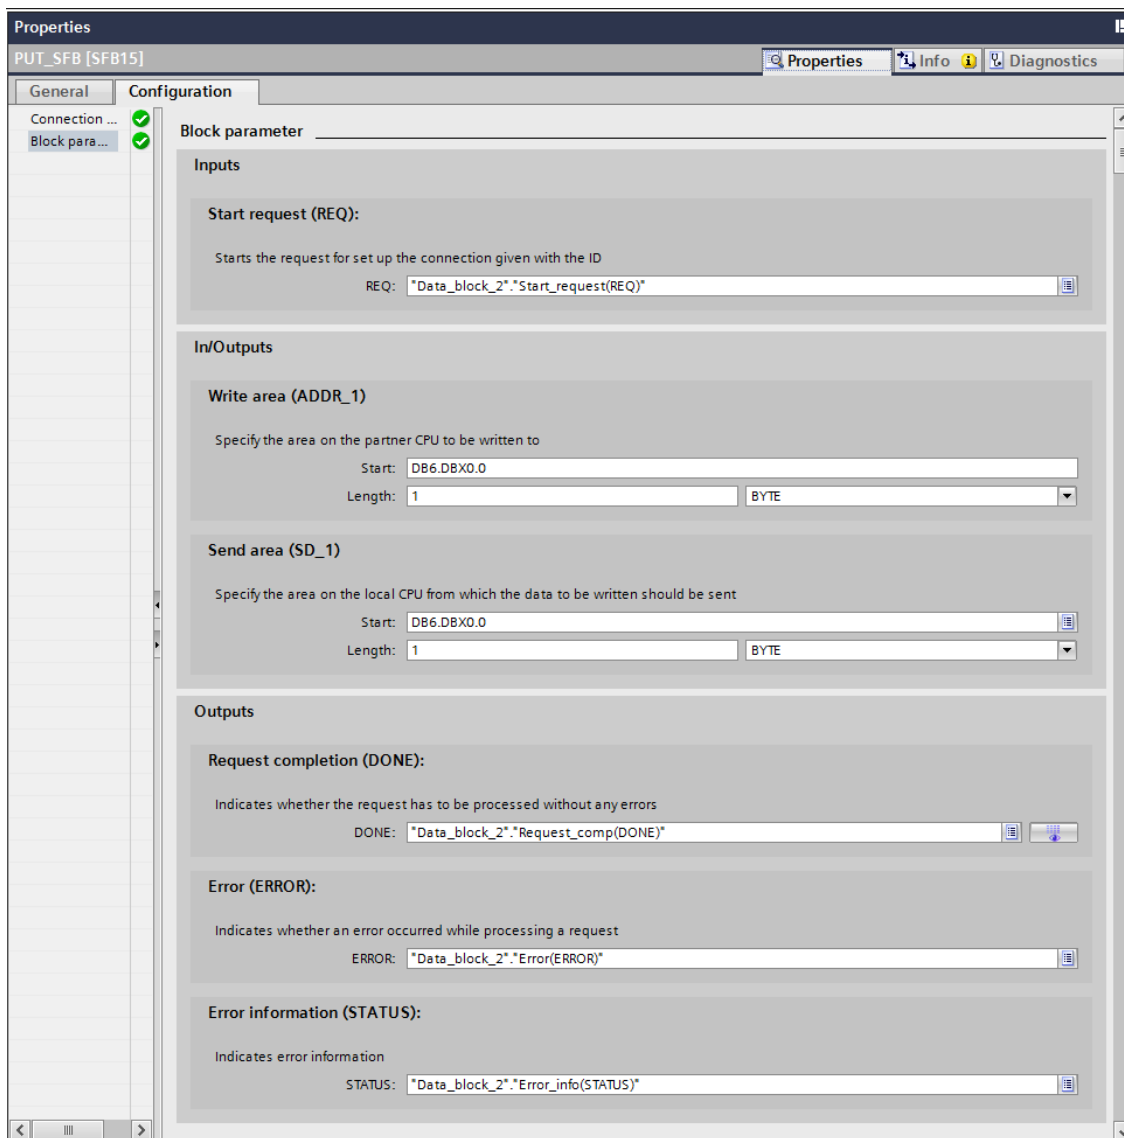 Properties
PUT_SFB [SFB15]
Properties Info Diagnostics
General Configuration
Connection ...
Block para...
Block parameter
Inputs
Start request (REQ):
Starts the request for set up the connection given with the ID
REQ: "Data_block_2"."Start_request(REQ)"
In/Outputs
Write area (ADDR_1)
Specify the area on the partner CPU to be written to
Start: DB6.DBX0.0
Length: 1 BYTE
Send area (SD_1)
Specify the area on the local CPU from which the data to be written should be sent
Start: DB6.DBX0.0
Length: 1 BYTE
Outputs
Request completion (DONE):
Indicates whether the request has to be processed without any errors
DONE: "Data_block_2"."Request_comp(DONE)"
Error (ERROR):
Indicates whether an error occurred while processing a request
ERROR: "Data_block_2"."Error(ERROR)"
Error information (STATUS):
Indicates error information
STATUS: "Data_block_2"."Error_info(STATUS)"